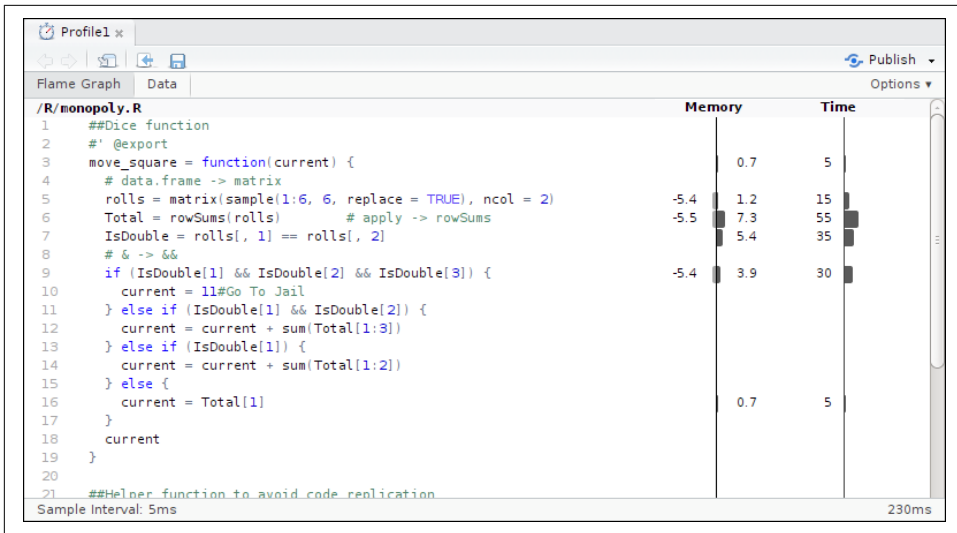 Profile1 ×
Publish
Flame Graph Data Options ▾
/R/monopoly.R Memory Time
1 ##Dice function
2 #' @export
3 move_square = function(current) { 0.7 5
4 # data.frame -> matrix
5 rolls = matrix(sample(1:6, 6, replace = TRUE), ncol = 2) -5.4 1.2 15
6 Total = rowSums(rolls) # apply -> rowSums -5.5 7.3 55
7 IsDouble = rolls[, 1] == rolls[, 2] 5.4 35
8 # & -> &&
9 if (IsDouble[1] && IsDouble[2] && IsDouble[3]) { -5.4 3.9 30
10 current = 11#Go To Jail
11 } else if (IsDouble[1] && IsDouble[2]) {
12 current = current + sum(Total[1:3])
13 } else if (IsDouble[1]) {
14 current = current + sum(Total[1:2])
15 } else {
16 current = Total[1] 0.7 5
17 }
18 current
19 }
20
21 ##Helper function to avoid code replication
Sample Interval: 5ms 230ms